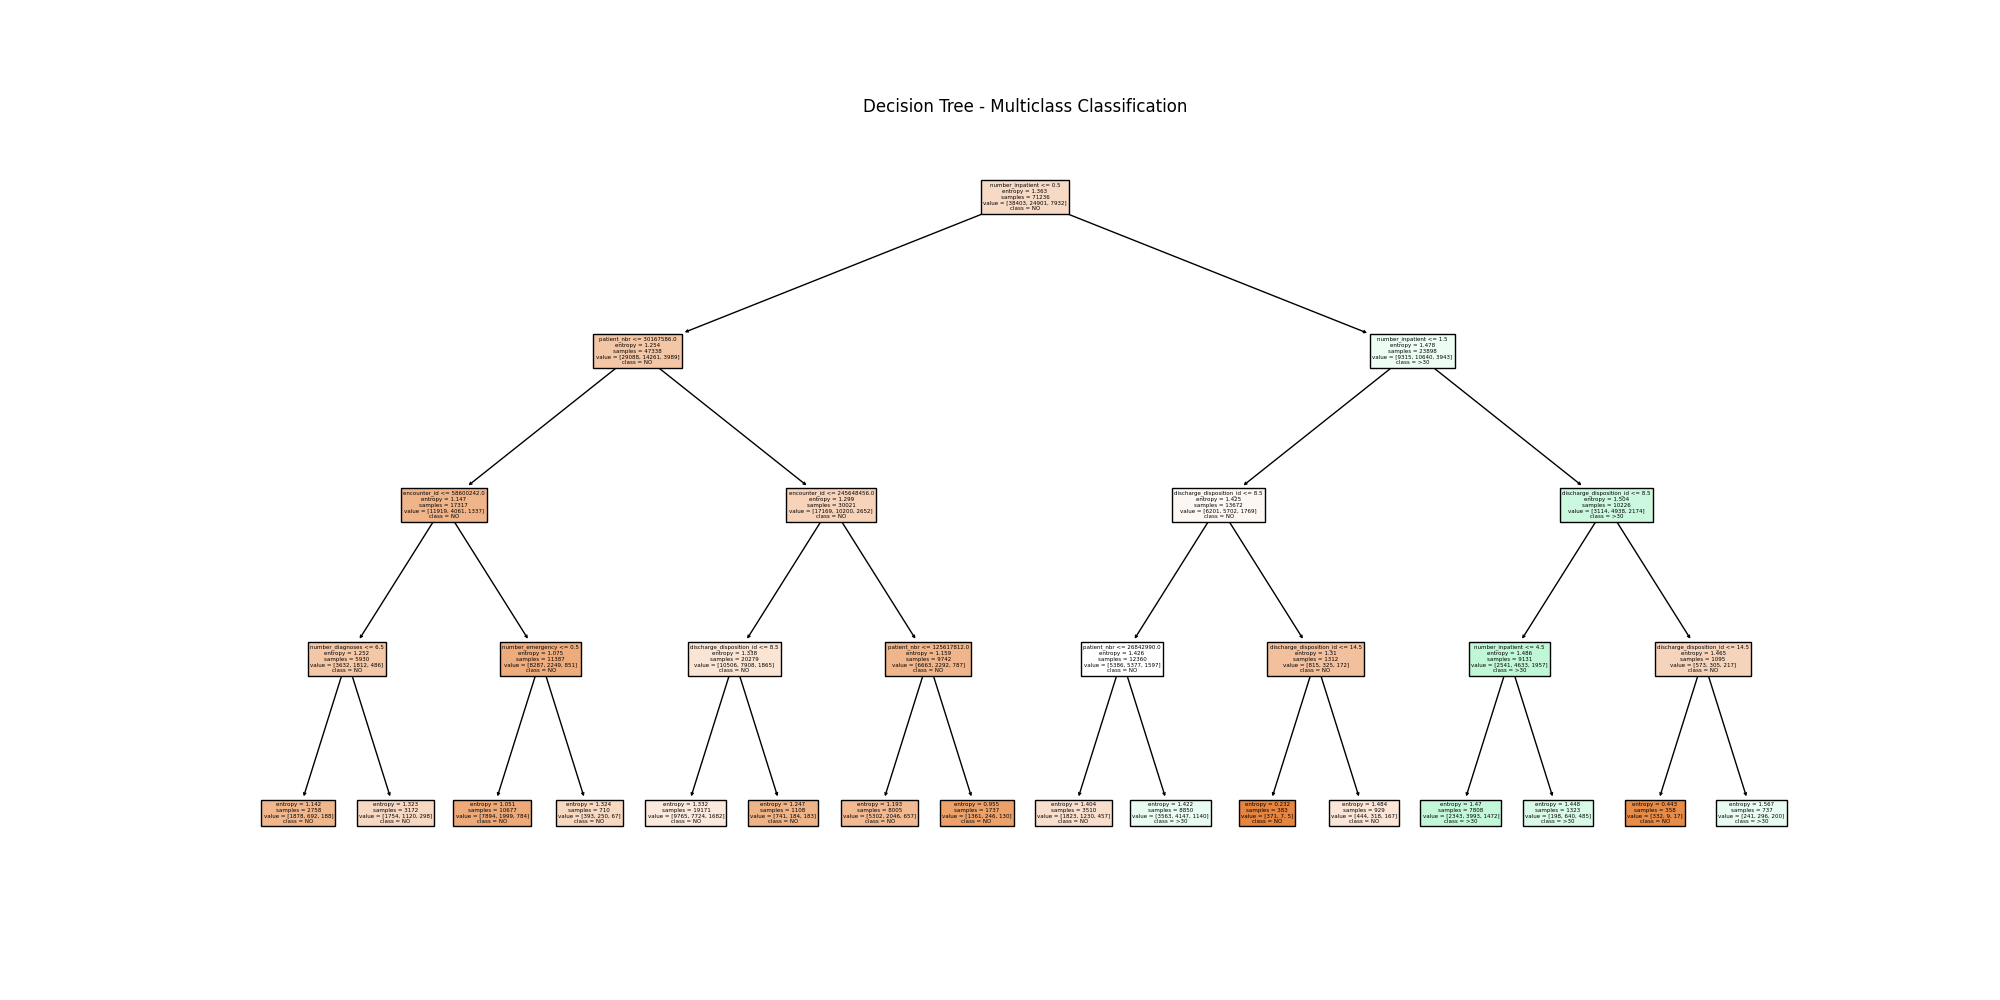 Decision Tree - Multiclass Classification
number_inpatient <= 0.5
entropy = 1.363
samples = 71236
value = [38403, 24901, 7932]
class = NO
patient_nbr <= 30167586.0
entropy = 1.254
samples = 47338
value = [29088, 14261, 3989]
class = NO
number_inpatient <= 1.5
entropy = 1.478
samples = 23898
value = [9315, 10640, 3943]
class = >30
encounter_id <= 58600242.0
entropy = 1.147
samples = 17317
value = [11919, 4061, 1337]
class = NO
encounter_id <= 245648456.0
entropy = 1.299
samples = 30021
value = [17169, 10200, 2652]
class = NO
discharge_disposition_id <= 8.5
entropy = 1.425
samples = 13672
value = [6201, 5702, 1769]
class = NO
discharge_disposition_id <= 8.5
entropy = 1.504
samples = 10226
value = [3114, 4938, 2174]
class = >30
number_diagnoses <= 6.5
entropy = 1.252
samples = 5930
value = [3632, 1812, 486]
class = NO
number_emergency <= 0.5
entropy = 1.075
samples = 11387
value = [8287, 2249, 851]
class = NO
discharge_disposition_id <= 8.5
entropy = 1.338
samples = 20279
value = [10506, 7908, 1865]
class = NO
patient_nbr <= 125617812.0
entropy = 1.159
samples = 9742
value = [6663, 2292, 787]
class = NO
patient_nbr <= 26842990.0
entropy = 1.426
samples = 12360
value = [5386, 5377, 1597]
class = NO
discharge_disposition_id <= 14.5
entropy = 1.31
samples = 1312
value = [815, 325, 172]
class = NO
number_inpatient <= 4.5
entropy = 1.486
samples = 9131
value = [2541, 4633, 1957]
class = >30
discharge_disposition_id <= 14.5
entropy = 1.465
samples = 1095
value = [573, 305, 217]
class = NO
entropy = 1.142
samples = 2758
value = [1878, 692, 188]
class = NO
entropy = 1.323
samples = 3172
value = [1754, 1120, 298]
class = NO
entropy = 1.051
samples = 10677
value = [7894, 1999, 784]
class = NO
entropy = 1.324
samples = 710
value = [393, 250, 67]
class = NO
entropy = 1.332
samples = 19171
value = [9765, 7724, 1682]
class = NO
entropy = 1.247
samples = 1108
value = [741, 184, 183]
class = NO
entropy = 1.193
samples = 8005
value = [5302, 2046, 657]
class = NO
entropy = 0.955
samples = 1737
value = [1361, 246, 130]
class = NO
entropy = 1.404
samples = 3510
value = [1823, 1230, 457]
class = NO
entropy = 1.422
samples = 8850
value = [3563, 4147, 1140]
class = >30
entropy = 0.232
samples = 383
value = [371, 7, 5]
class = NO
entropy = 1.484
samples = 929
value = [444, 318, 167]
class = NO
entropy = 1.47
samples = 7808
value = [2343, 3993, 1472]
class = >30
entropy = 1.448
samples = 1323
value = [198, 640, 485]
class = >30
entropy = 0.443
samples = 358
value = [332, 9, 17]
class = NO
entropy = 1.567
samples = 737
value = [241, 296, 200]
class = >30